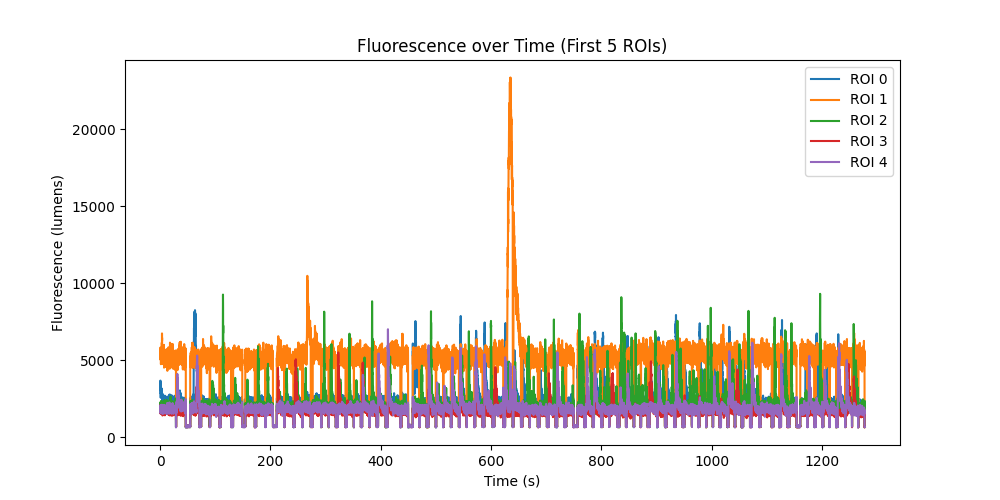 Fluorescence over Time (First 5 ROIs)
ROI 0
ROI 1
ROI 2
ROI 3
ROI 4
Fluorescence (lumens)
20000
15000
10000
5000
0
0 200 400 600 800 1000 1200
Time (s)